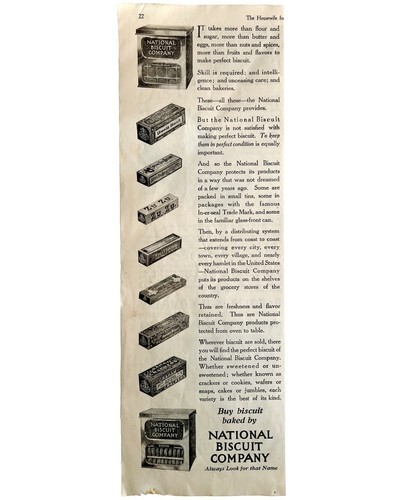 22
The Housewife fo
NATIONAL
BISCUIT
COMPANY
IT takes more than flour and
sugar, more than butter and
eggs, more than nuts and spices,
more than fruits and flavors to
make perfect biscuit.
Skill is required; and intelli-
gence; and unceasing care; and
clean bakeries.
These—all these—the National
Biscuit Company provides.
But the National Biscuit
Company is not satisfied with
making perfect biscuit. To keep
them in perfect condition is equally
important.
And so the National Biscuit
Company protects its products
in a way that was not dreamed
of a few years ago. Some are
packed in small tins, some in
packages with the famous
In-er-seal Trade Mark, and some
in the familiar glass-front can.
Then, by a distributing system
that extends from coast to coast
—covering every city, every
town, every village, and nearly
every hamlet in the United States
—National Biscuit Company
puts its products on the shelves
of the grocery stores of the
country.
Thus are freshness and flavor
retained. Thus are National
Biscuit Company products pro-
tected from oven to table.
Wherever biscuit are sold, there
you will find the perfect biscuit of
the National Biscuit Company.
Whether sweetened or un-
sweetened; whether known as
crackers or cookies, wafers or
snaps, cakes or jumbles, each
variety is the best of its kind.
NATIONAL
BISCUIT
COMPANY
Buy biscuit
baked by
NATIONAL
BISCUIT
COMPANY
Always Look for that Name